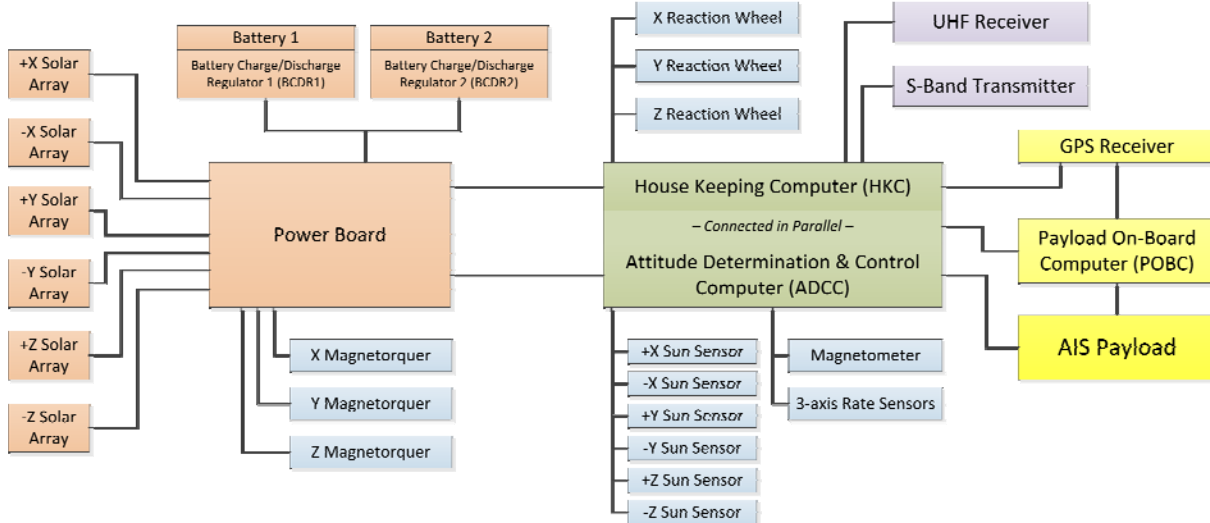 +X Solar
Array
-X Solar
Array
+Y Solar
Array
-Y Solar
Array
+Z Solar
Array
-Z Solar
Array
Battery 1
Battery Charge/Discharge
Regulator 1 (BCDR1)
Battery 2
Battery Charge/Discharge
Regulator 2 (BCDR2)
Power Board
X Magnetorquer
Y Magnetorquer
Z Magnetorquer
X Reaction Wheel
Y Reaction Wheel
Z Reaction Wheel
House Keeping Computer (HKC)
– Connected in Parallel –
Attitude Determination & Control
Computer (ADCC)
+X Sun Sensor
-X Sun Sensor
+Y Sun Sensor
-Y Sun Sensor
+Z Sun Sensor
-Z Sun Sensor
Magnetometer
3-axis Rate Sensors
UHF Receiver
S-Band Transmitter
GPS Receiver
Payload On-Board
Computer (POBC)
AIS Payload